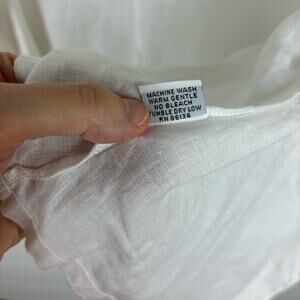 MACHINE WASH
WARM GENTLE
NO BLEACH
TUMBLE DRY LOW
RN 86136